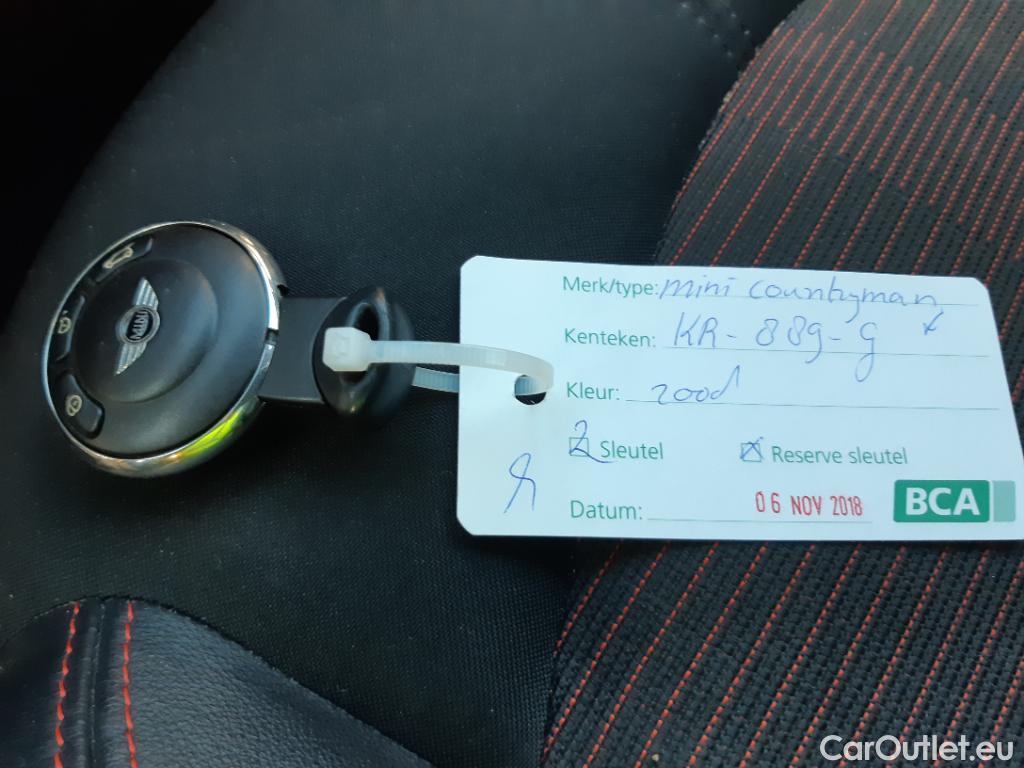 MINI
Merk/type: mini countryman
Kenteken: KR-889-g
Kleur: rood
2 Sleutel
Reserve sleutel
Datum: 06 NOV 2018
BCA
CarOutlet.eu